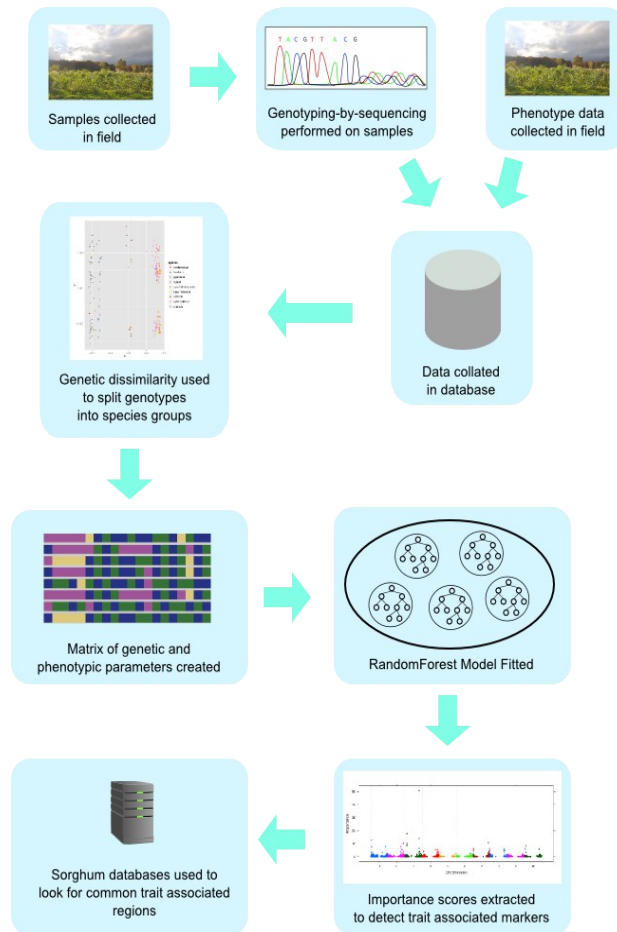 Samples collected
in field
T A C G T T A C G
Genotyping-by-sequencing
performed on samples
Phenotype data
collected in field
Data collated
in database
Genetic dissimilarity used
to split genotypes
into species groups
Matrix of genetic and
phenotypic parameters created
RandomForest Model Fitted
Importance
Importance scores extracted
to detect trait associated markers
Sorghum databases used to
look for common trait associated
regions